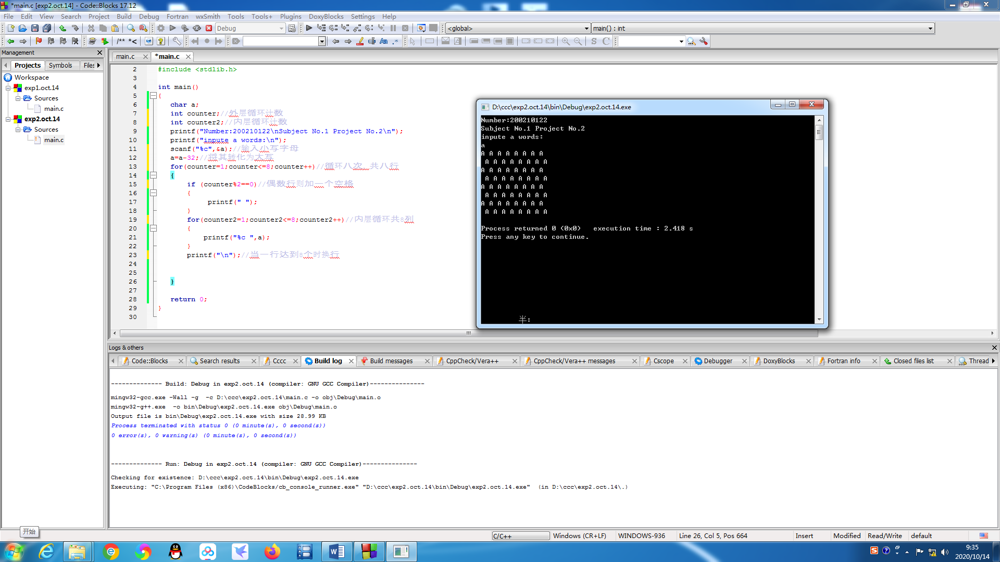 *main.c [exp2.oct.14] - Code::Blocks 17.12
File Edit View Search Project Build Debug Fortran wxSmith Tools Tools+ Plugins DoxyBlocks Settings Help
Debug
<global>
main() : int
/** *<
Management
Projects Symbols Files
Workspace
exp1.oct.14
Sources
main.c
exp2.oct.14
Sources
main.c
main.c *main.c
2 #include <stdlib.h>
3
4 int main()
5 {
6 char a;
7 int counter;//外层循环计数
8 int counter2;//内层循环计数
9 printf("Number:200210122\nSubject No.1 Project No.2\n");
10 printf("inpute a words:\n");
11 scanf("%c",&a);//输入小写字母
12 a=a-32;//将其转化为大写
13 for(counter=1;counter<=8;counter++)//循环八次 共八行
14 {
15 if (counter%2==0)//偶数行则加一个空格
16 {
17 printf(" ");
18 }
19 for(counter2=1;counter2<=8;counter2++)//内层循环共8列
20 {
21 printf("%c ",a);
22 }
23 printf("\n");//当一行达到8个时换行
24
25
26 }
27
28 return 0;
29 }
30
D:\ccc\exp2.oct.14\bin\Debug\exp2.oct.14.exe
Number:200210122
Subject No.1 Project No.2
inpute a words:
a
A A A A A A A A
 A A A A A A A A
A A A A A A A A
 A A A A A A A A
A A A A A A A A
 A A A A A A A A
A A A A A A A A
 A A A A A A A A
Process returned 0 (0x0)   execution time : 2.418 s
Press any key to continue.
半:
Logs & others
Code::Blocks Search results Cccc Build log Build messages CppCheck/Vera++ CppCheck/Vera++ messages Cscope Debugger DoxyBlocks Fortran info Closed files list Thread
-------------- Build: Debug in exp2.oct.14 (compiler: GNU GCC Compiler)---------------
mingw32-gcc.exe -Wall -g  -c D:\ccc\exp2.oct.14\main.c -o obj\Debug\main.o
mingw32-g++.exe  -o bin\Debug\exp2.oct.14.exe obj\Debug\main.o
Output file is bin\Debug\exp2.oct.14.exe with size 28.99 KB
Process terminated with status 0 (0 minute(s), 0 second(s))
0 error(s), 0 warning(s) (0 minute(s), 0 second(s))
-------------- Run: Debug in exp2.oct.14 (compiler: GNU GCC Compiler)---------------
Checking for existence: D:\ccc\exp2.oct.14\bin\Debug\exp2.oct.14.exe
Executing: "C:\Program Files (x86)\CodeBlocks/cb_console_runner.exe" "D:\ccc\exp2.oct.14\bin\Debug\exp2.oct.14.exe"  (in D:\ccc\exp2.oct.14\.)
开始
C/C++ Windows (CR+LF) WINDOWS-936 Line 26, Col 5, Pos 664 Insert Modified Read/Write default
9:35
2020/10/14